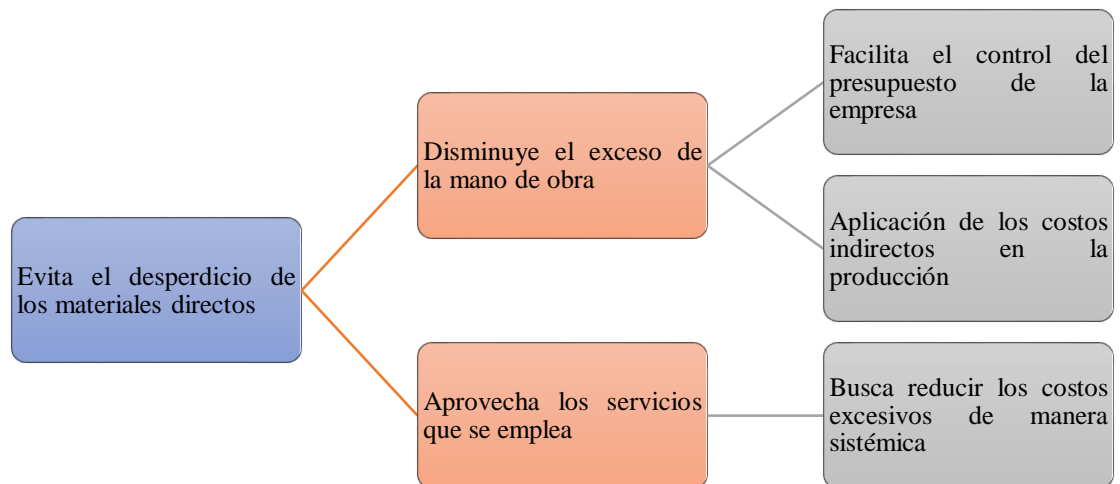 Evita el desperdicio de
los materiales directos
Disminuye el exceso de
la mano de obra
Facilita el control del
presupuesto de la
empresa
Aplicación de los costos
indirectos en la
producción
Aprovecha los servicios
que se emplea
Busca reducir los costos
excesivos de manera
sistémica